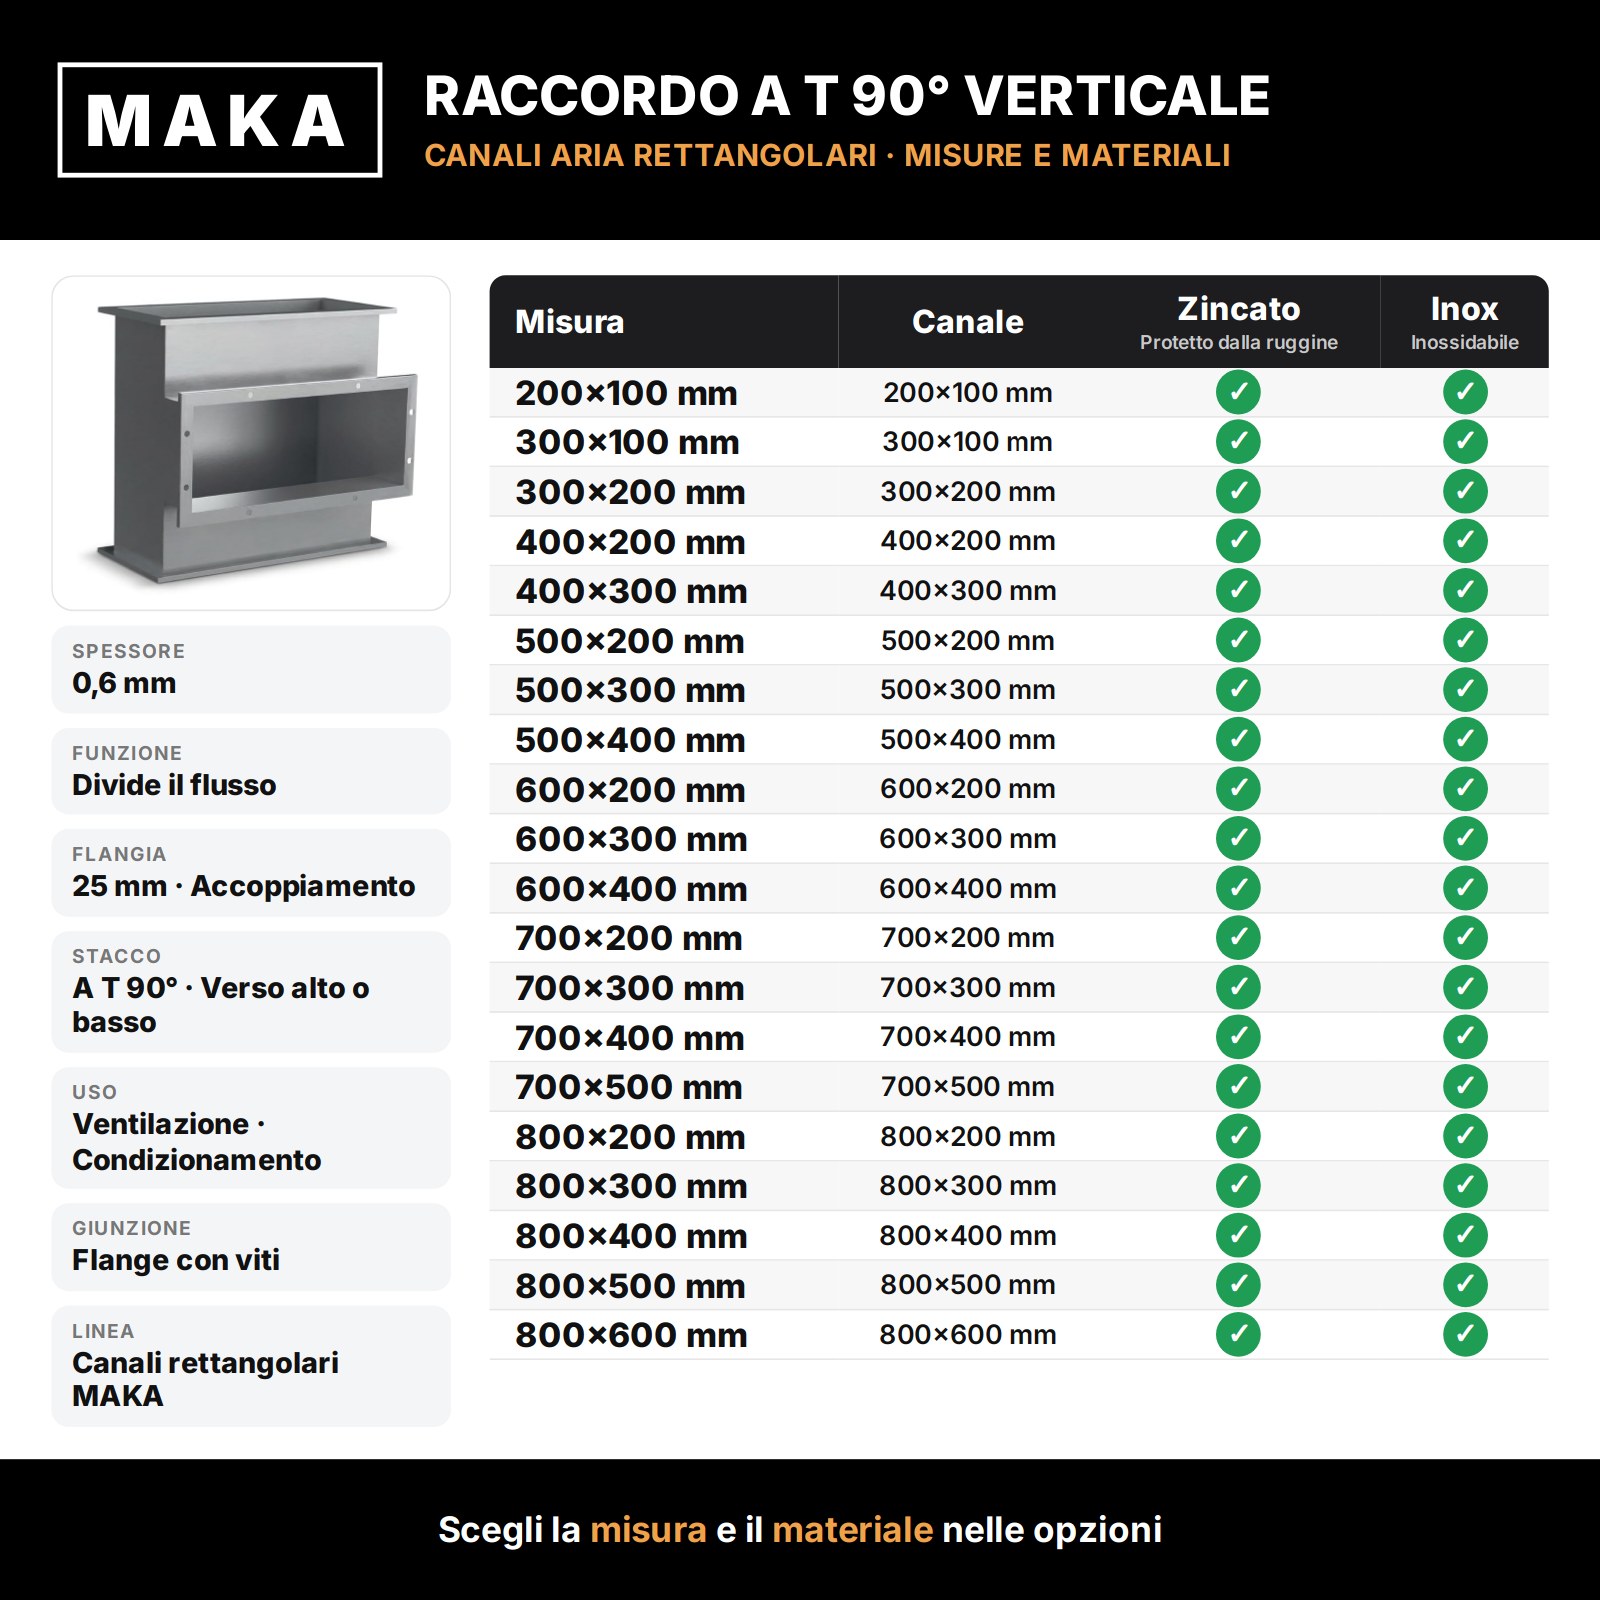 MAKA
RACCORDO A T 90° VERTICALE
CANALI ARIA RETTANGOLARI · MISURE E MATERIALI
SPESSORE
0,6 mm
FUNZIONE
Divide il flusso
FLANGIA
25 mm · Accoppiamento
STACCO
A T 90° · Verso alto o
basso
USO
Ventilazione ·
Condizionamento
GIUNZIONE
Flange con viti
LINEA
Canali rettangolari
MAKA
Misura Canale Zincato Inox
Protetto dalla ruggine Inossidabile
200×100 mm 200×100 mm ✓ ✓
300×100 mm 300×100 mm ✓ ✓
300×200 mm 300×200 mm ✓ ✓
400×200 mm 400×200 mm ✓ ✓
400×300 mm 400×300 mm ✓ ✓
500×200 mm 500×200 mm ✓ ✓
500×300 mm 500×300 mm ✓ ✓
500×400 mm 500×400 mm ✓ ✓
600×200 mm 600×200 mm ✓ ✓
600×300 mm 600×300 mm ✓ ✓
600×400 mm 600×400 mm ✓ ✓
700×200 mm 700×200 mm ✓ ✓
700×300 mm 700×300 mm ✓ ✓
700×400 mm 700×400 mm ✓ ✓
700×500 mm 700×500 mm ✓ ✓
800×200 mm 800×200 mm ✓ ✓
800×300 mm 800×300 mm ✓ ✓
800×400 mm 800×400 mm ✓ ✓
800×500 mm 800×500 mm ✓ ✓
800×600 mm 800×600 mm ✓ ✓
Scegli la misura e il materiale nelle opzioni